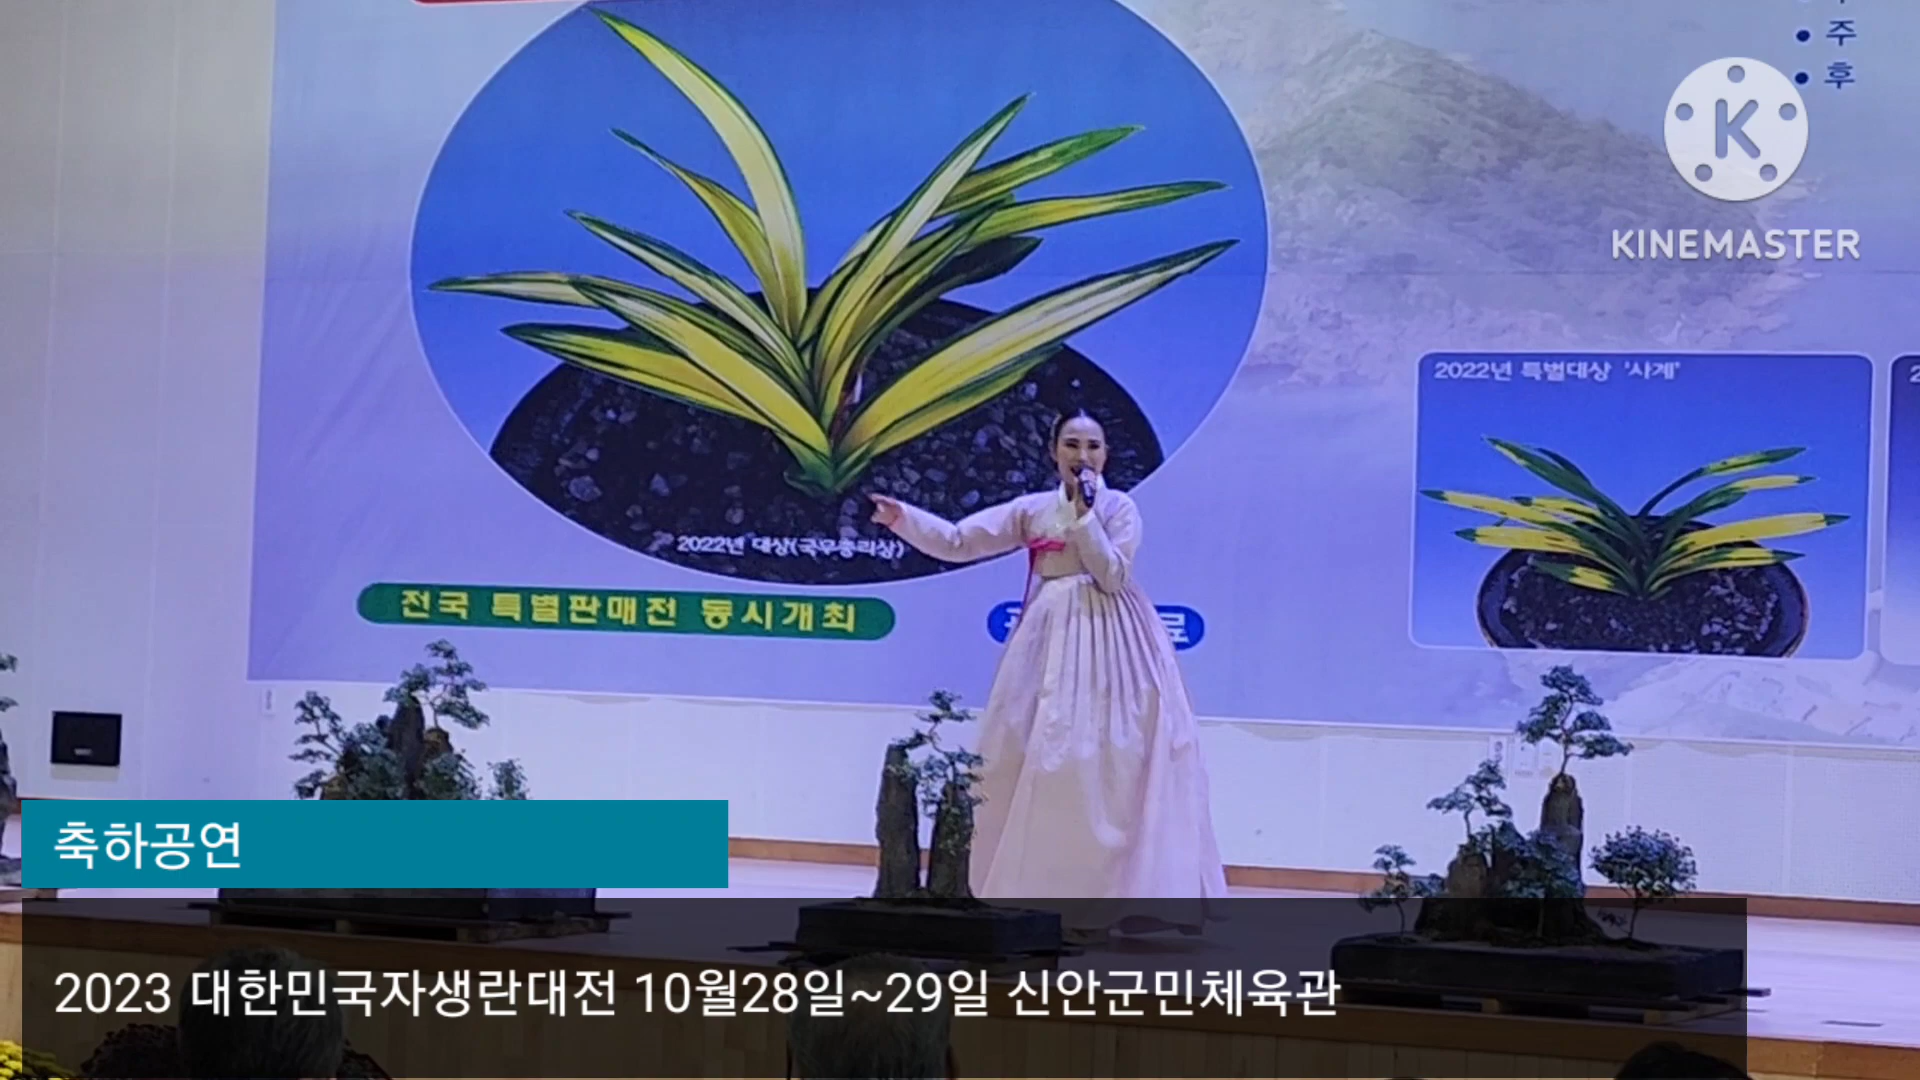 주
후
KINEMASTER
2022년 특별대상 '사계'
2022년 대상(국무총리상)
전국 특별판매전 동시개최
료
축하공연
2023 대한민국자생란대전 10월28일~29일 신안군민체육관